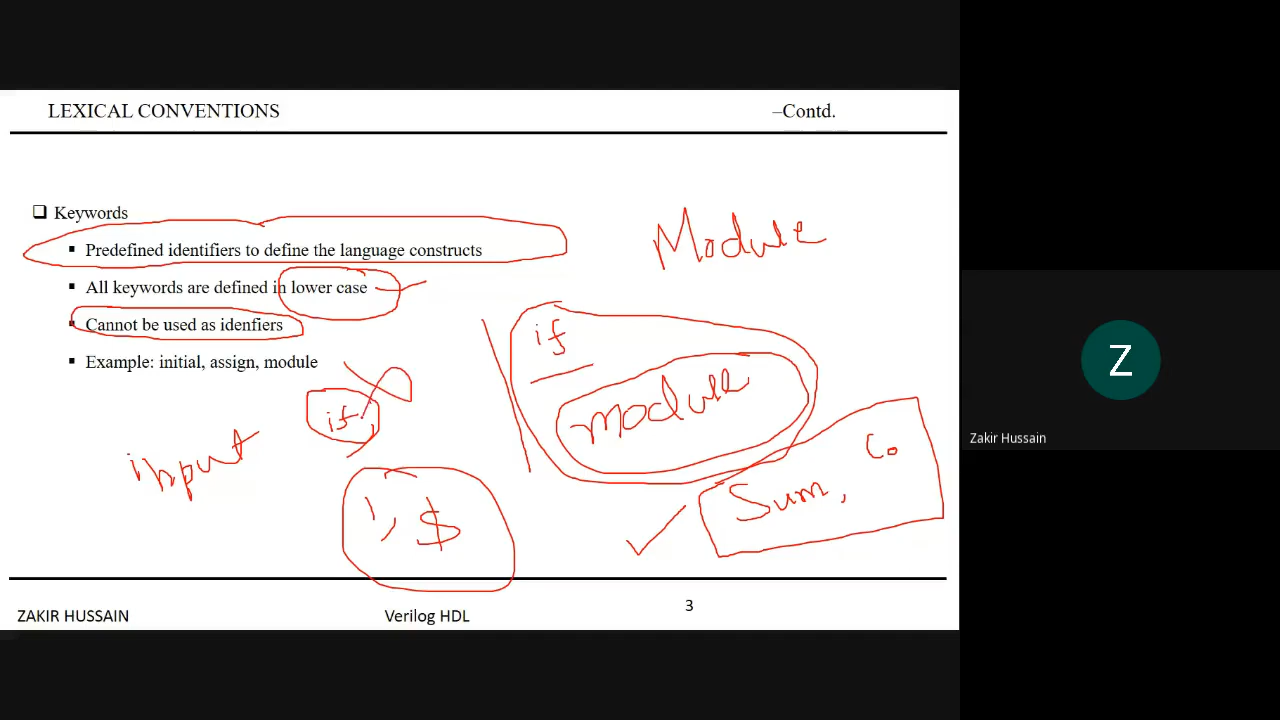 LEXICAL CONVENTIONS –Contd.
Keywords
Module
Predefined identifiers to define the language constructs
All keywords are defined in lower case
Cannot be used as idenfiers
if
Example: initial, assign, module
module
if,
input
Co
Sum,
', $
Z
Zakir Hussain
ZAKIR HUSSAIN Verilog HDL 3